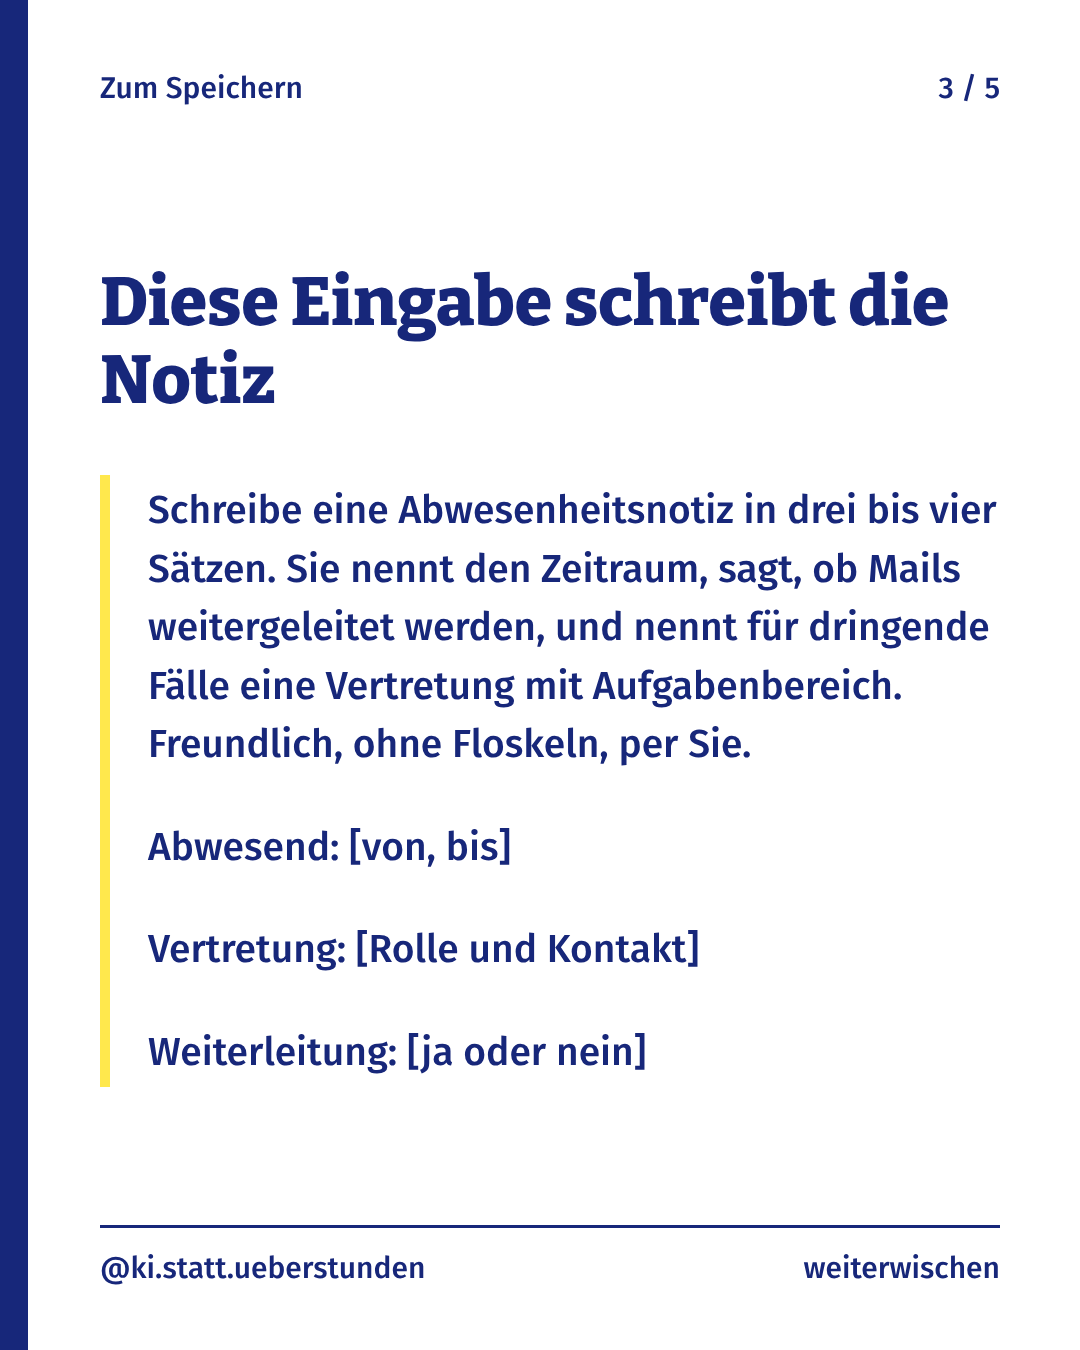 Zum Speichern
3 / 5
Diese Eingabe schreibt die
Notiz
Schreibe eine Abwesenheitsnotiz in drei bis vier
Sätzen. Sie nennt den Zeitraum, sagt, ob Mails
weitergeleitet werden, und nennt für dringende
Fälle eine Vertretung mit Aufgabenbereich.
Freundlich, ohne Floskeln, per Sie.
Abwesend: [von, bis]
Vertretung: [Rolle und Kontakt]
Weiterleitung: [ja oder nein]
@ki.statt.ueberstunden
weiterwischen